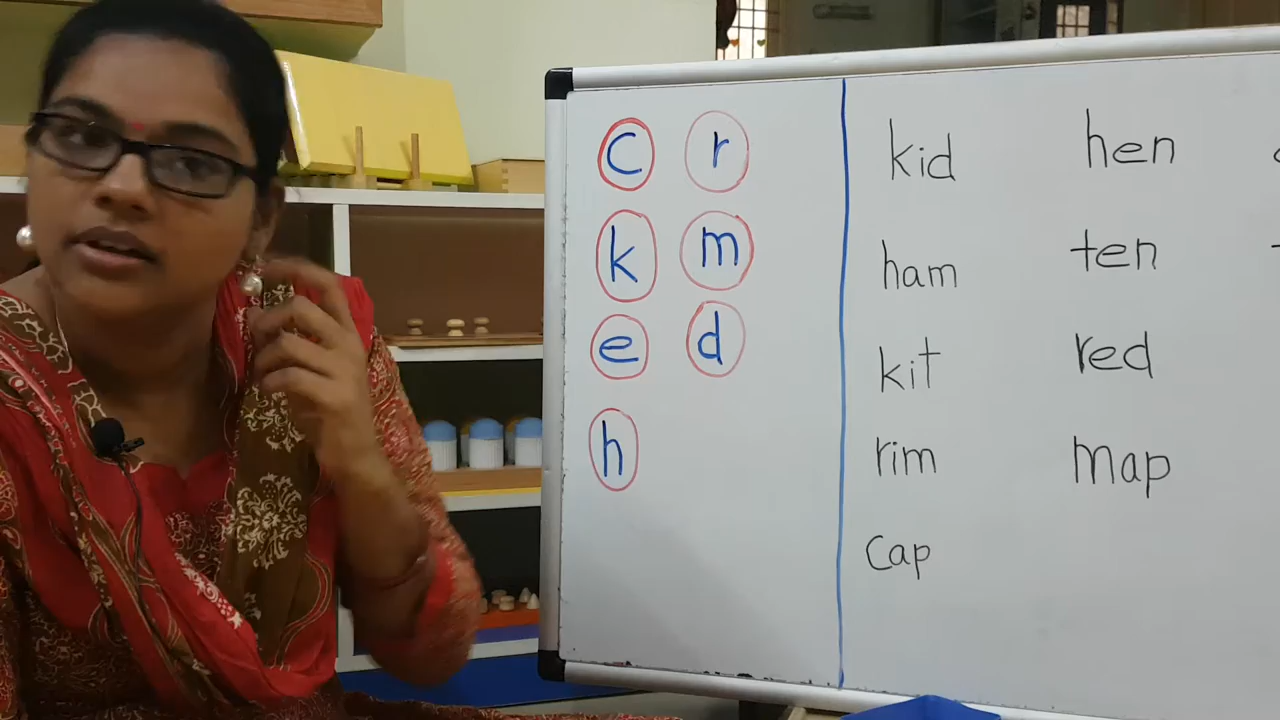 c r
k m
e d
h
kid hen
ham ten
kit red
rim map
cap